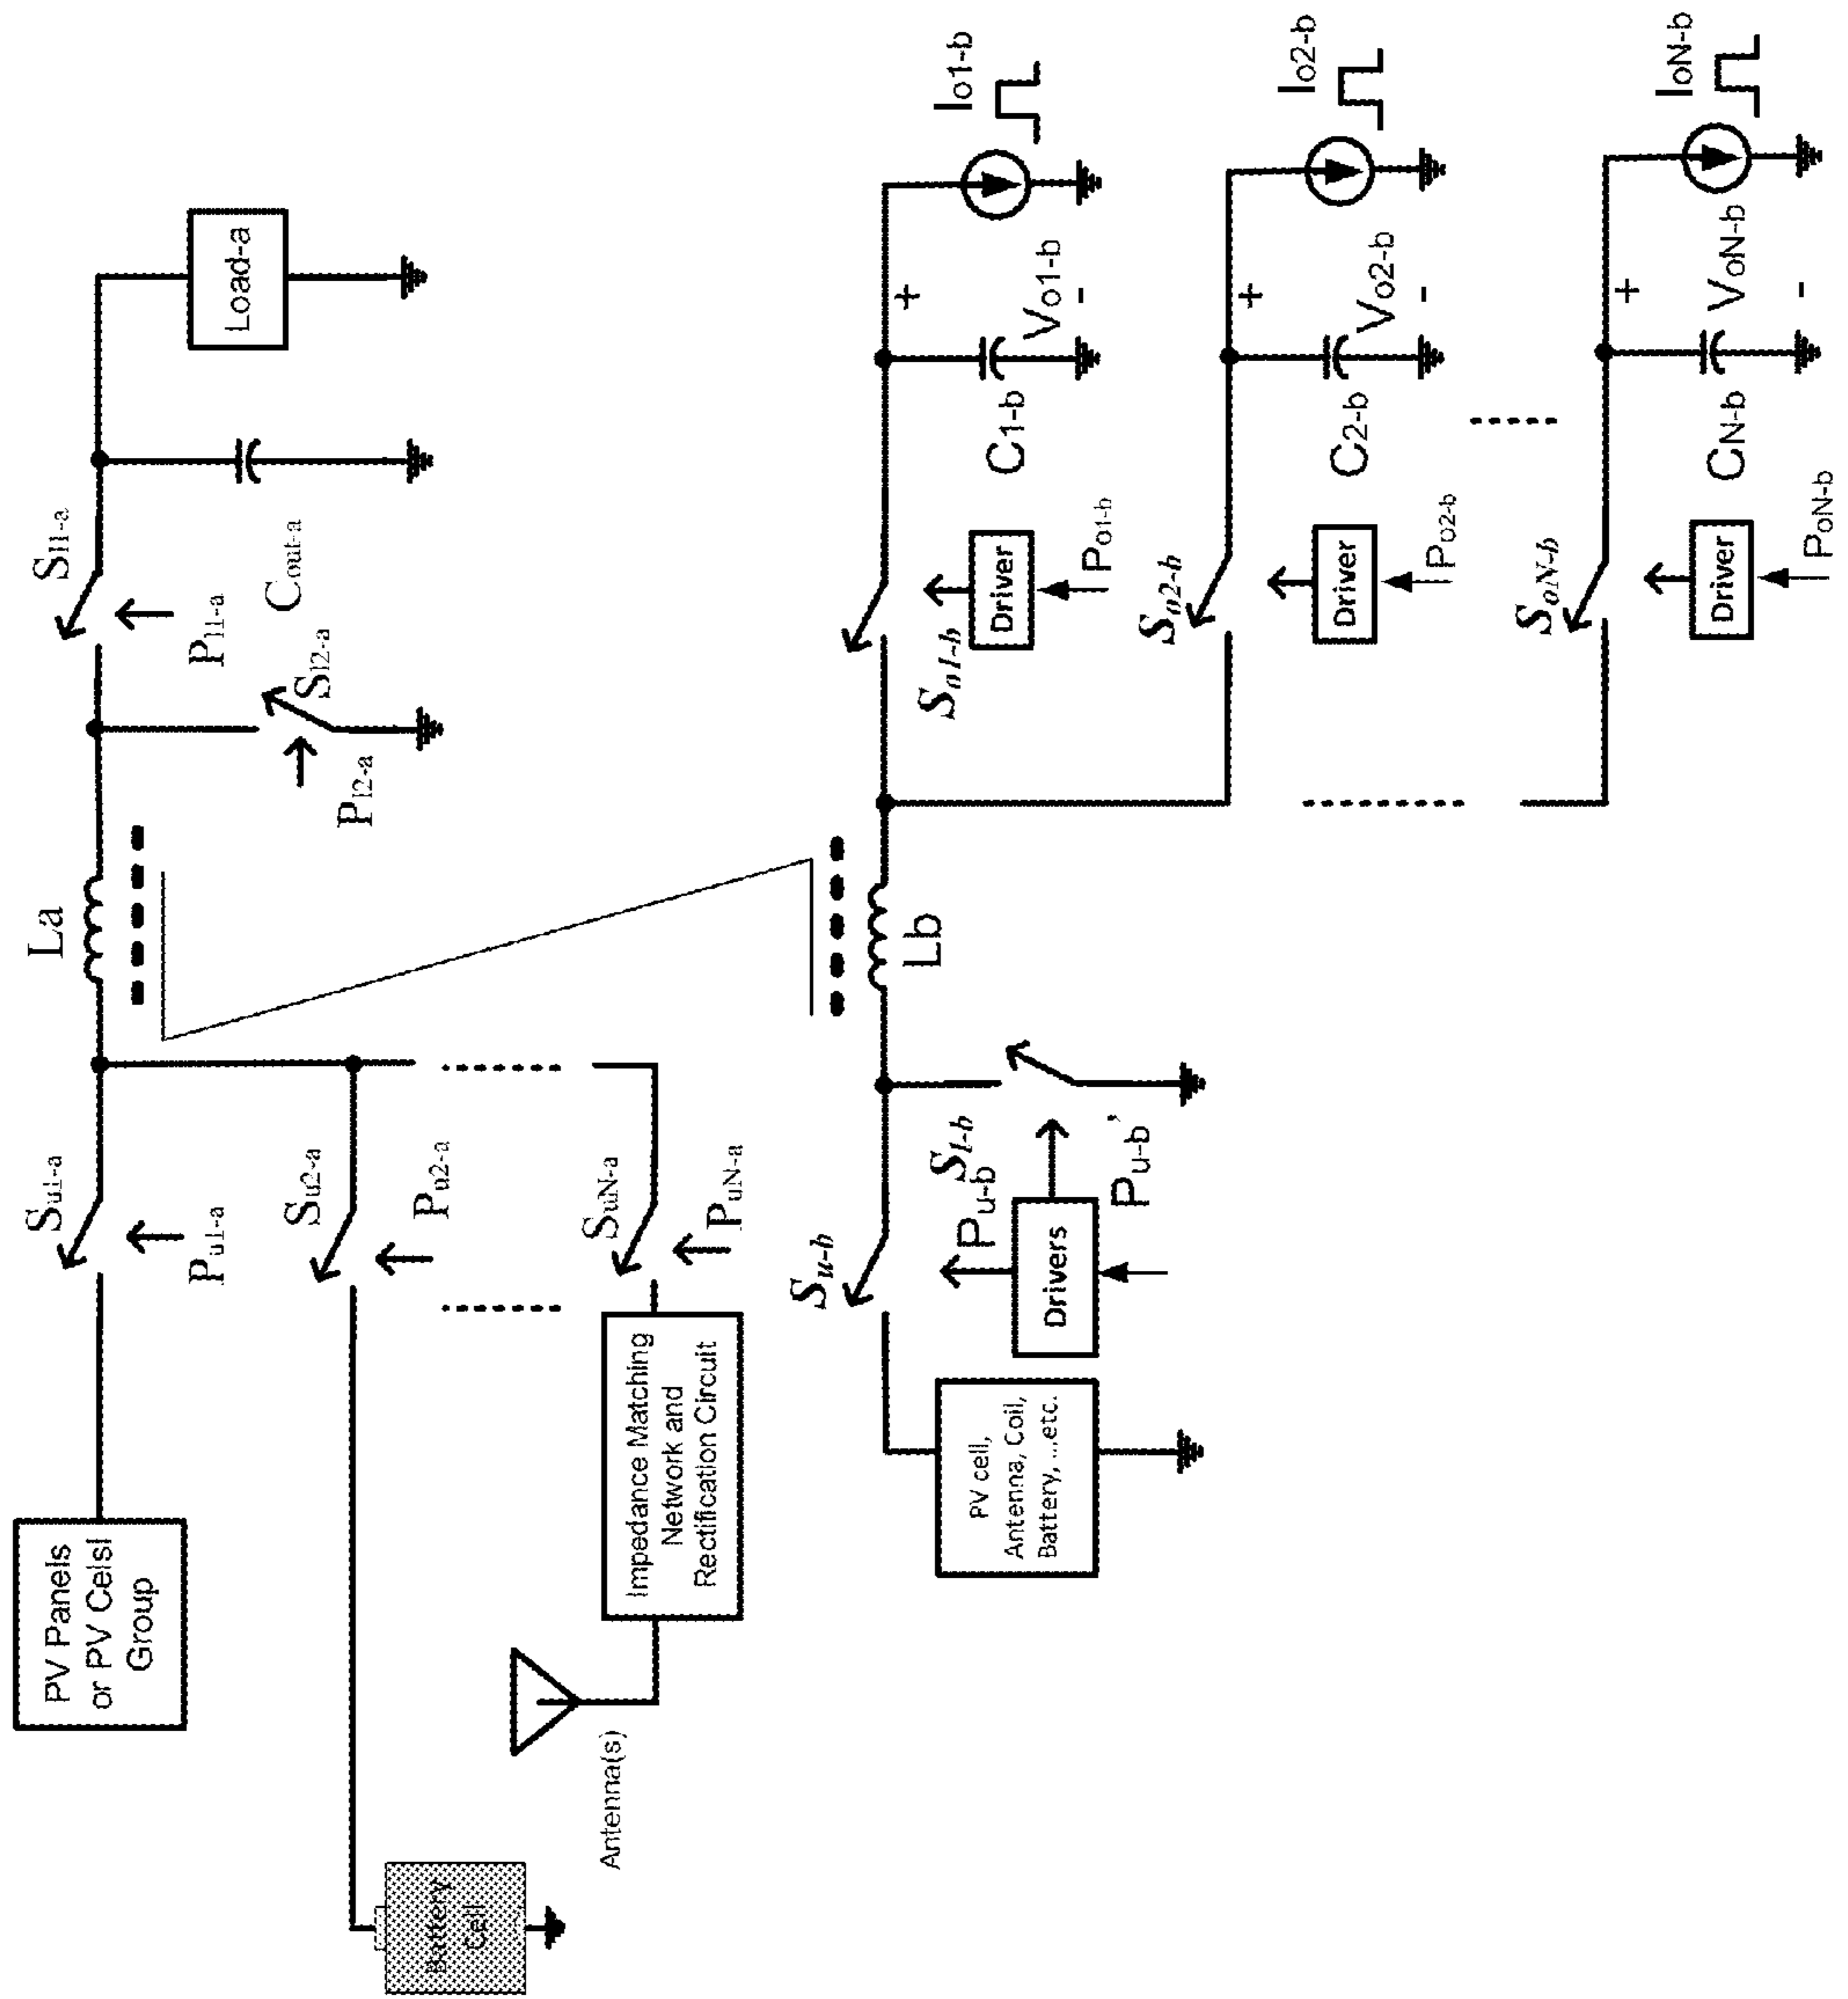 PV Panels
or PV Celsl
Group
Su1-a
Pu1-a
La
Sl1-a
Pl1-a
Sl2-a
Pl2-a
Cout-a
Load-a
Battery
Cell
Su2-a
Pu2-a
Antenna(s)
Impedance Matching
Network and
Rectification Circuit
SuN-a
PuN-a
PV cell,
Antenna, Coil,
Battery, ...,etc.
Su-b
Pu-b
Sl-b
Drivers
Pu-b'
Lb
So1-b
Driver
Po1-b
C1-b
+
Vo1-b
-
Io1-b
So2-b
Driver
Po2-b
C2-b
+
Vo2-b
-
Io2-b
SoN-b
Driver
PoN-b
CN-b
+
VoN-b
-
IoN-b